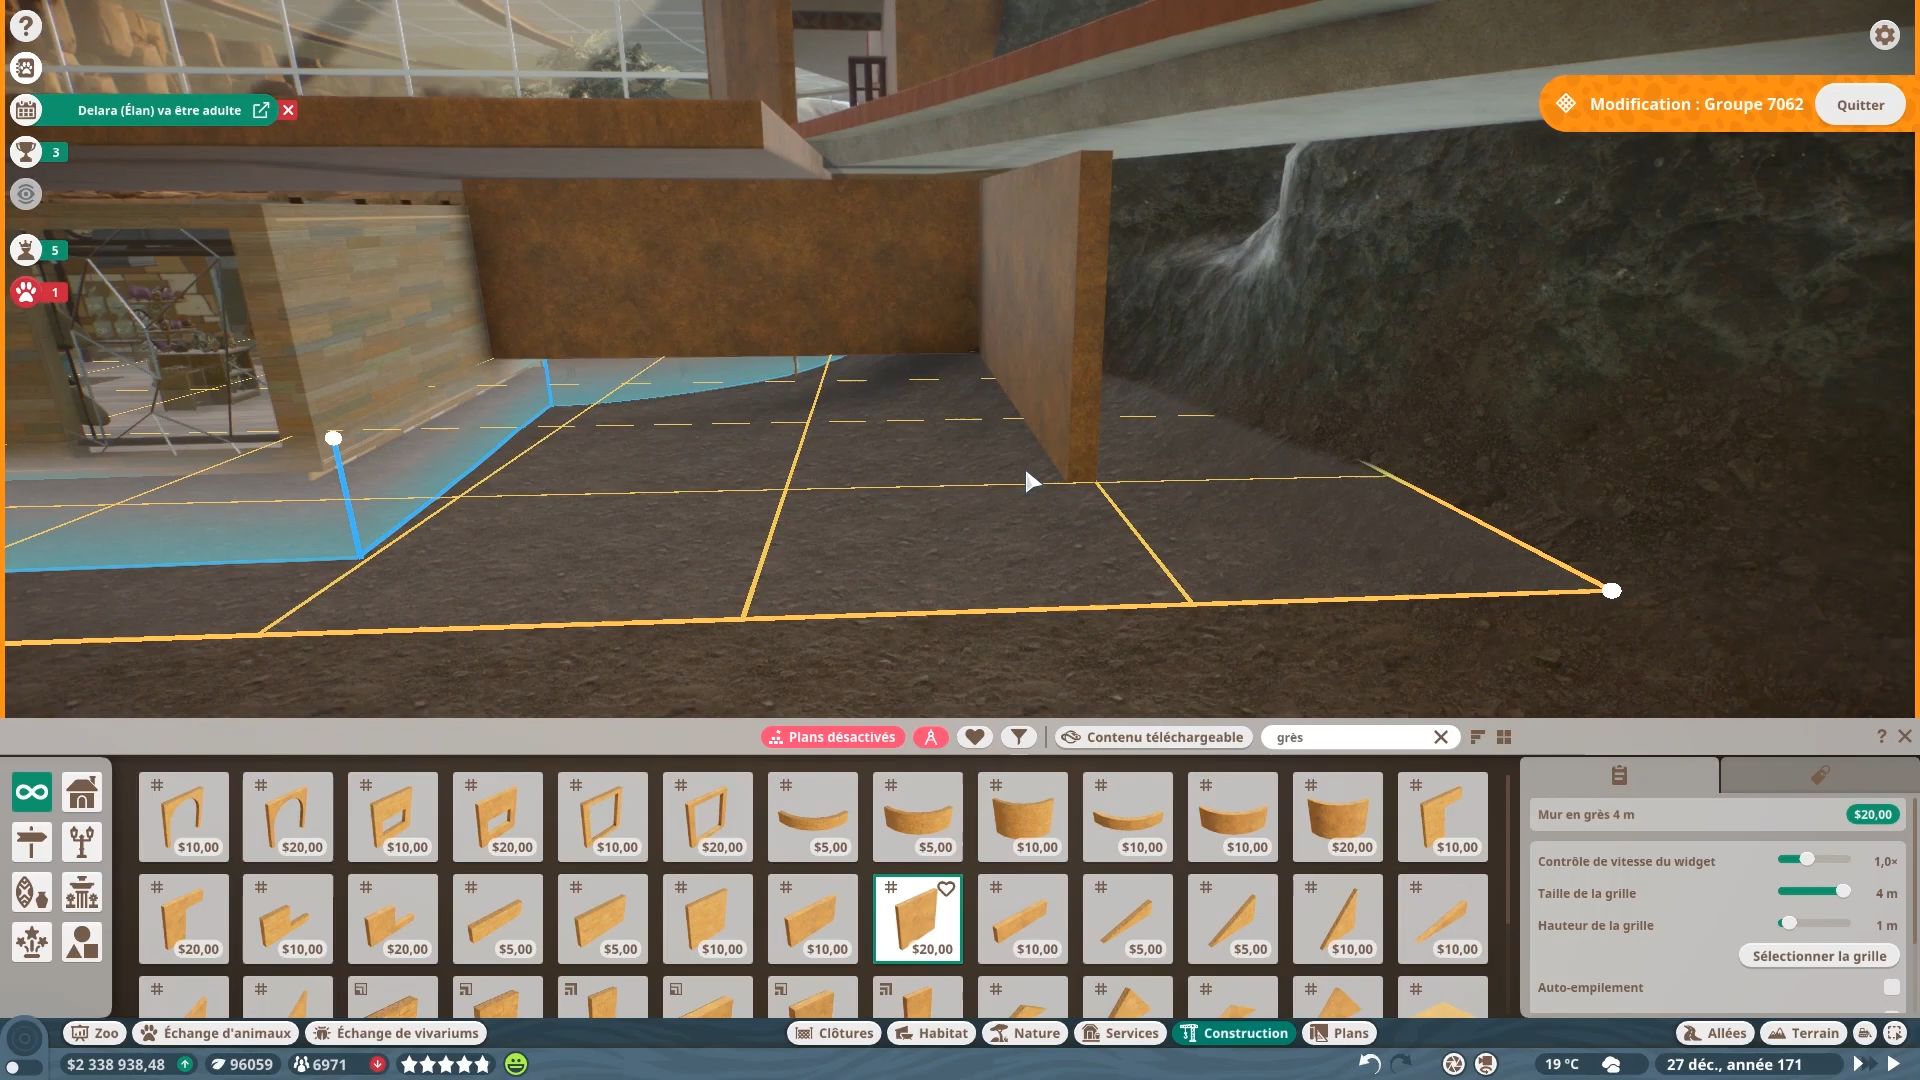 ?
Delara (Élan) va être adulte
Modification : Groupe 7062
Quitter
3
5
1
Plans désactivés
Contenu téléchargeable
grès
?
$10,00 $20,00 $10,00 $20,00 $10,00 $20,00 $5,00 $5,00 $10,00 $10,00 $10,00 $20,00 $10,00
$20,00 $10,00 $20,00 $5,00 $5,00 $10,00 $10,00 $20,00 $10,00 $5,00 $5,00 $10,00 $10,00
Mur en grès 4 m $20,00
Contrôle de vitesse du widget 1,0×
Taille de la grille 4 m
Hauteur de la grille 1 m
Sélectionner la grille
Auto-empilement
Zoo Échange d'animaux Échange de vivariums Clôtures Habitat Nature Services Construction Plans Allées Terrain
$2 338 938,48 96059 6971 19 °C 27 déc., année 171